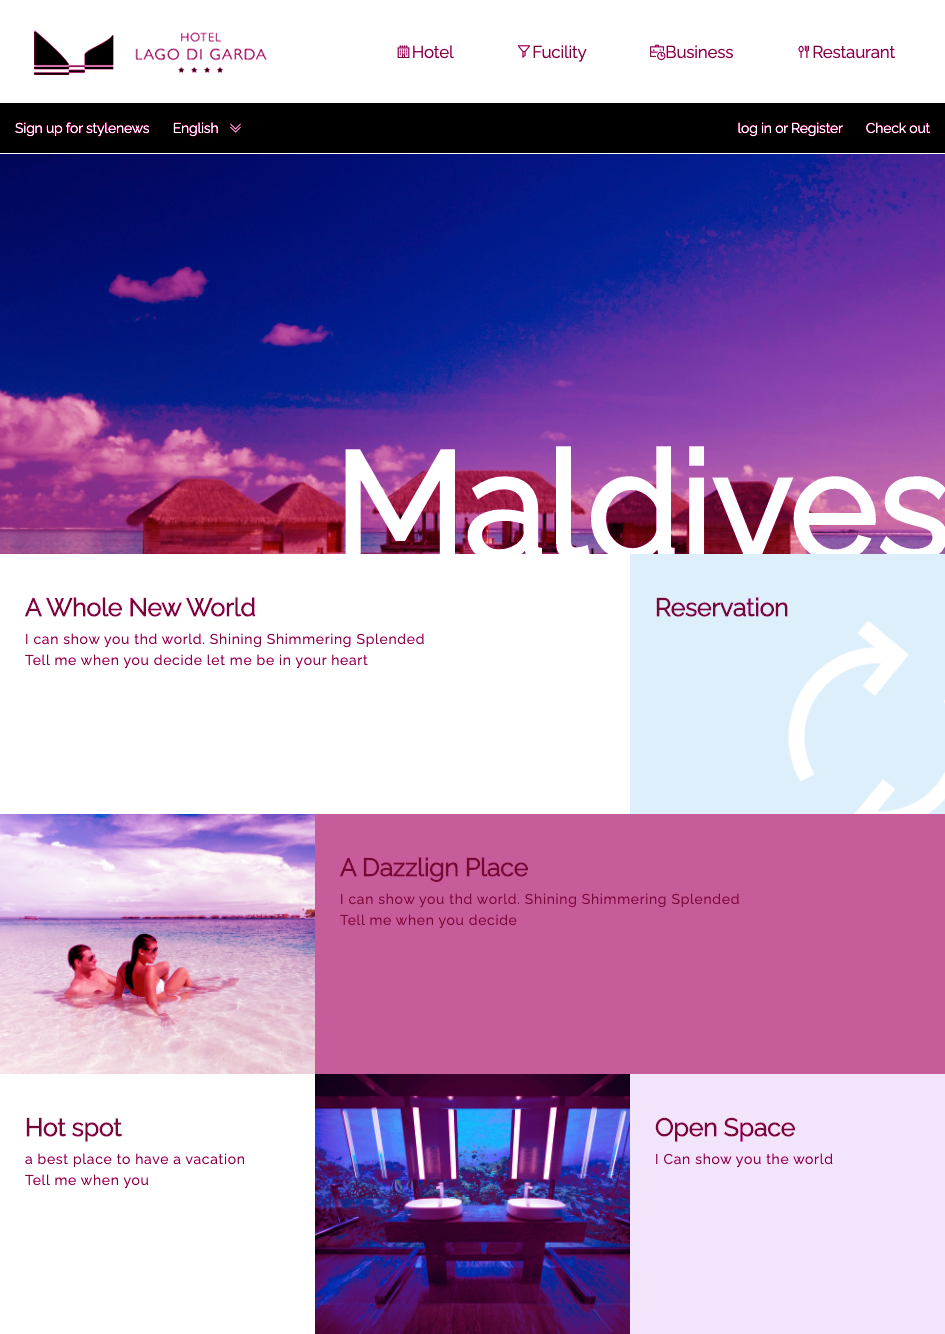 HOTEL
LAGO DI GARDA
Hotel
Fucility
Business
Restaurant
Sign up for stylenews
English
log in or Register
Check out
Maldives
A Whole New World
I can show you thd world. Shining Shimmering Splended
Tell me when you decide let me be in your heart
Reservation
A Dazzlign Place
I can show you thd world. Shining Shimmering Splended
Tell me when you decide
Hot spot
a best place to have a vacation
Tell me when you
Open Space
I Can show you the world